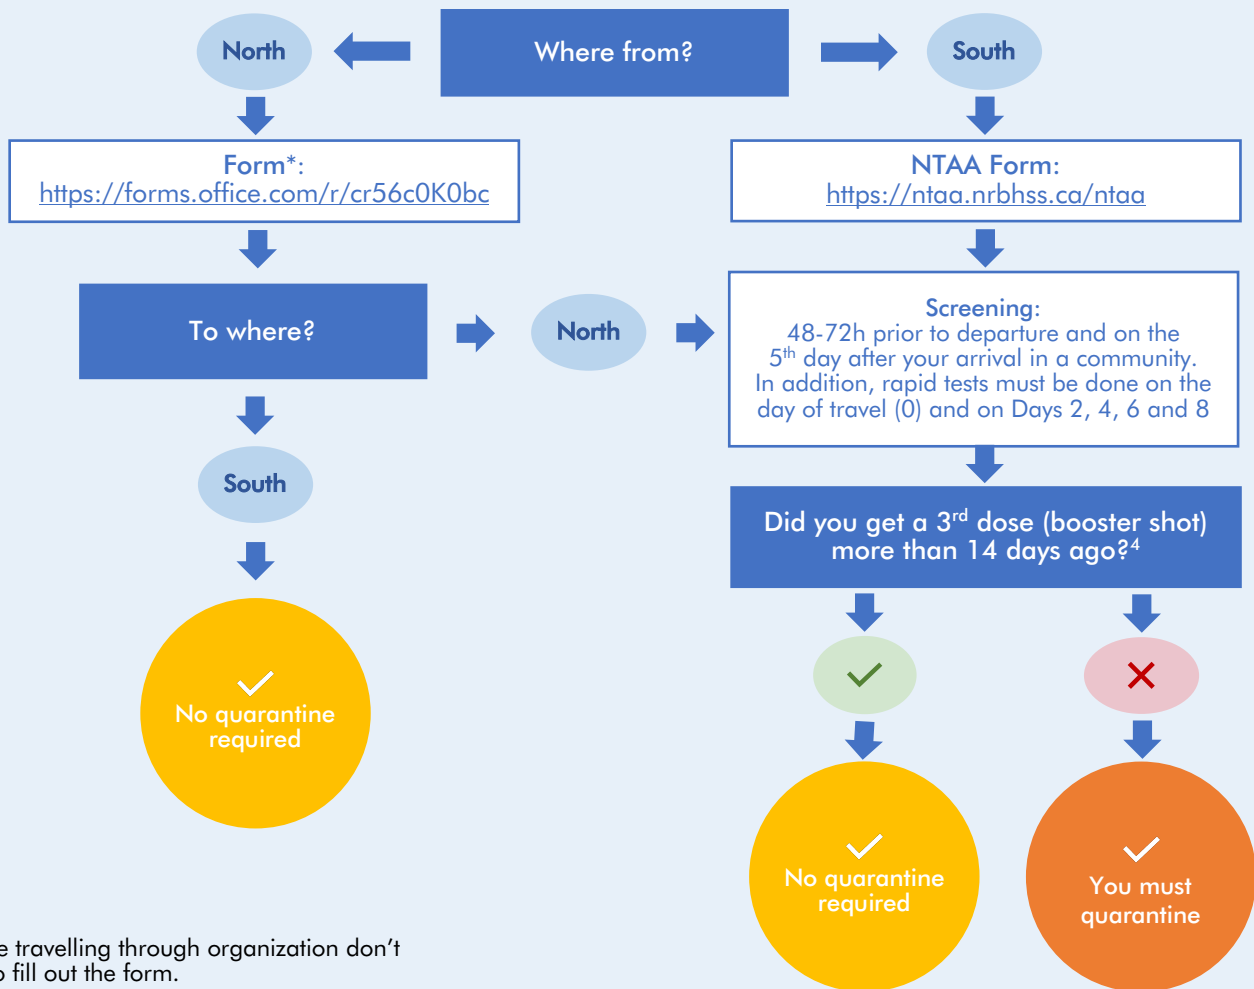 Where from?
North
South
Form*:
https://forms.office.com/r/cr56c0K0bc
NTAA Form:
https://ntaa.nrbhss.ca/ntaa
To where?
North
Screening:
48-72h prior to departure and on the
5th day after your arrival in a community.
In addition, rapid tests must be done on the
day of travel (0) and on Days 2, 4, 6 and 8
South
Did you get a 3rd dose (booster shot)
more than 14 days ago?4
No quarantine
required
No quarantine
required
You must
quarantine
travelling through organization don't
fill out the form.